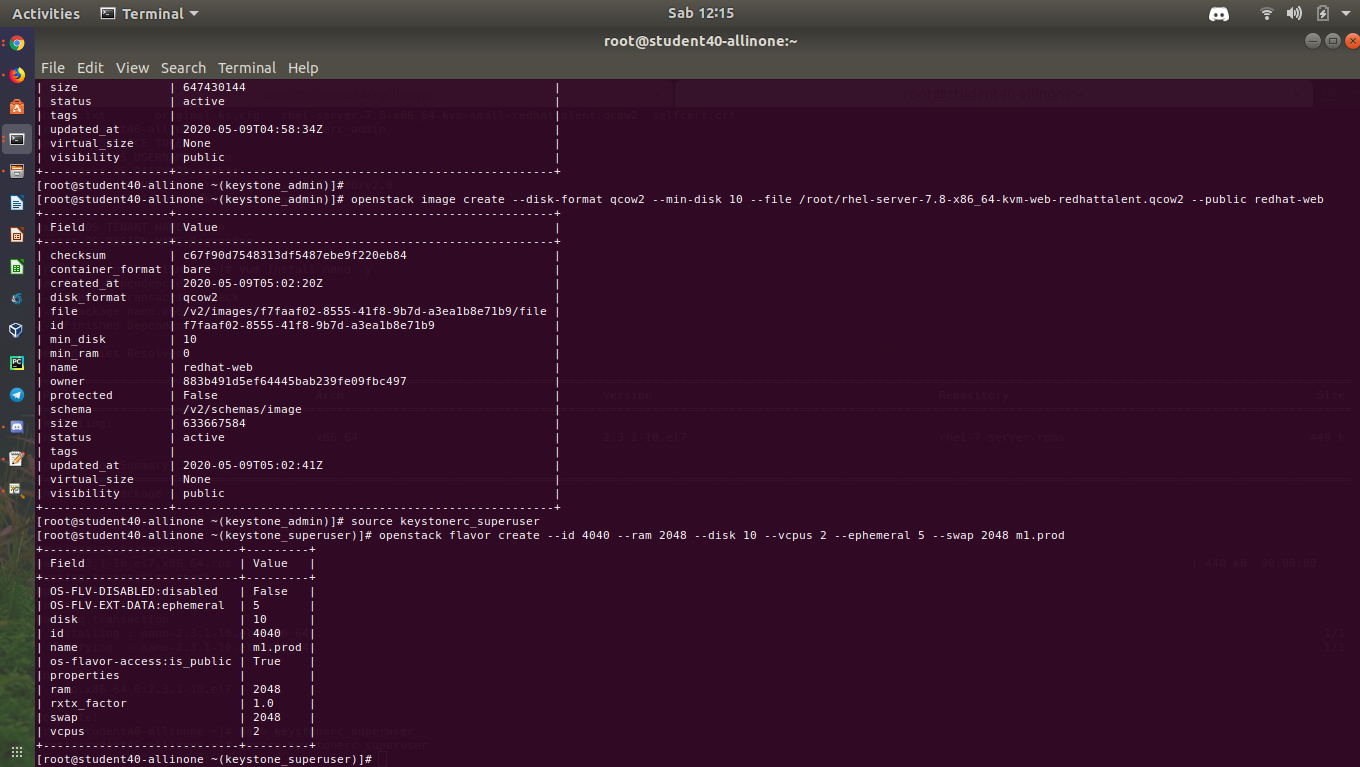 Activities Terminal Sab 12:15
root@student40-allinone:~
File Edit View Search Terminal Help
| size | 647430144 |
| status | active |
| tags | |
| updated_at | 2020-05-09T04:58:34Z |
| virtual_size | None |
| visibility | public |
+------------------+------------------------------------------------------+
[root@student40-allinone ~(keystone_admin)]#
[root@student40-allinone ~(keystone_admin)]# openstack image create --disk-format qcow2 --min-disk 10 --file /root/rhel-server-7.8-x86_64-kvm-web-redhattalent.qcow2 --public redhat-web
+------------------+------------------------------------------------------+
| Field | Value |
+------------------+------------------------------------------------------+
| checksum | c67f90d7548313df5487ebe9f220eb84 |
| container_format | bare |
| created_at | 2020-05-09T05:02:20Z |
| disk_format | qcow2 |
| file | /v2/images/f7faaf02-8555-41f8-9b7d-a3ea1b8e71b9/file |
| id | f7faaf02-8555-41f8-9b7d-a3ea1b8e71b9 |
| min_disk | 10 |
| min_ram | 0 |
| name | redhat-web |
| owner | 883b491d5ef64445bab239fe09fbc497 |
| protected | False |
| schema | /v2/schemas/image |
| size | 633667584 |
| status | active |
| tags | |
| updated_at | 2020-05-09T05:02:41Z |
| virtual_size | None |
| visibility | public |
+------------------+------------------------------------------------------+
[root@student40-allinone ~(keystone_admin)]# source keystonerc_superuser
[root@student40-allinone ~(keystone_superuser)]# openstack flavor create --id 4040 --ram 2048 --disk 10 --vcpus 2 --ephemeral 5 --swap 2048 m1.prod
+----------------------------+---------+
| Field | Value |
+----------------------------+---------+
| OS-FLV-DISABLED:disabled | False |
| OS-FLV-EXT-DATA:ephemeral | 5 |
| disk | 10 |
| id | 4040 |
| name | m1.prod |
| os-flavor-access:is_public | True |
| properties | |
| ram | 2048 |
| rxtx_factor | 1.0 |
| swap | 2048 |
| vcpus | 2 |
+----------------------------+---------+
[root@student40-allinone ~(keystone_superuser)]#